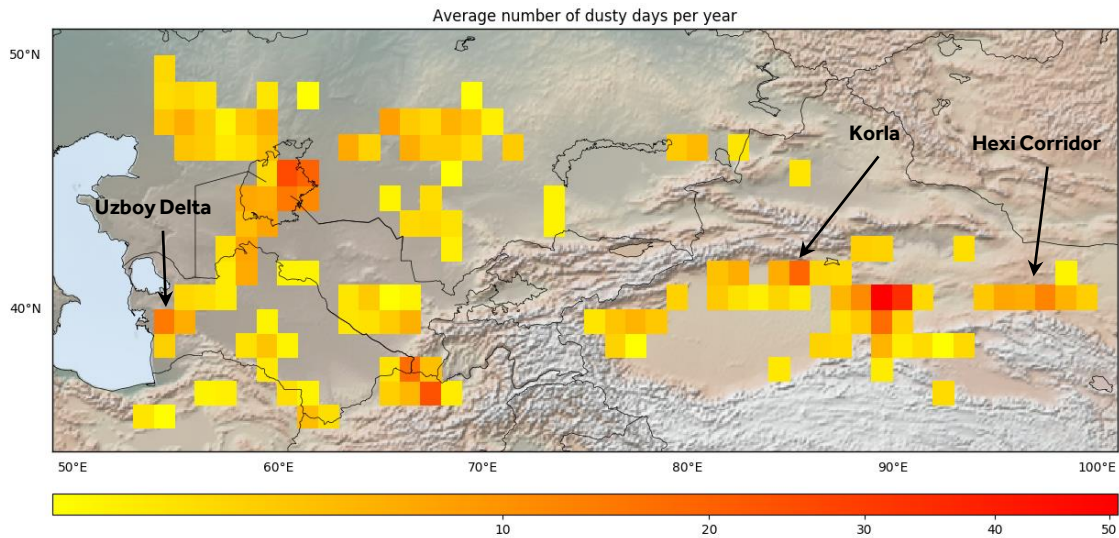 Average number of dusty days per year
50°N
Korla
Hexi Corridor
Uzboy Delta
40°N
50°E 60°E 70°E 80°E 90°E 100°E
10 20 30 40 50